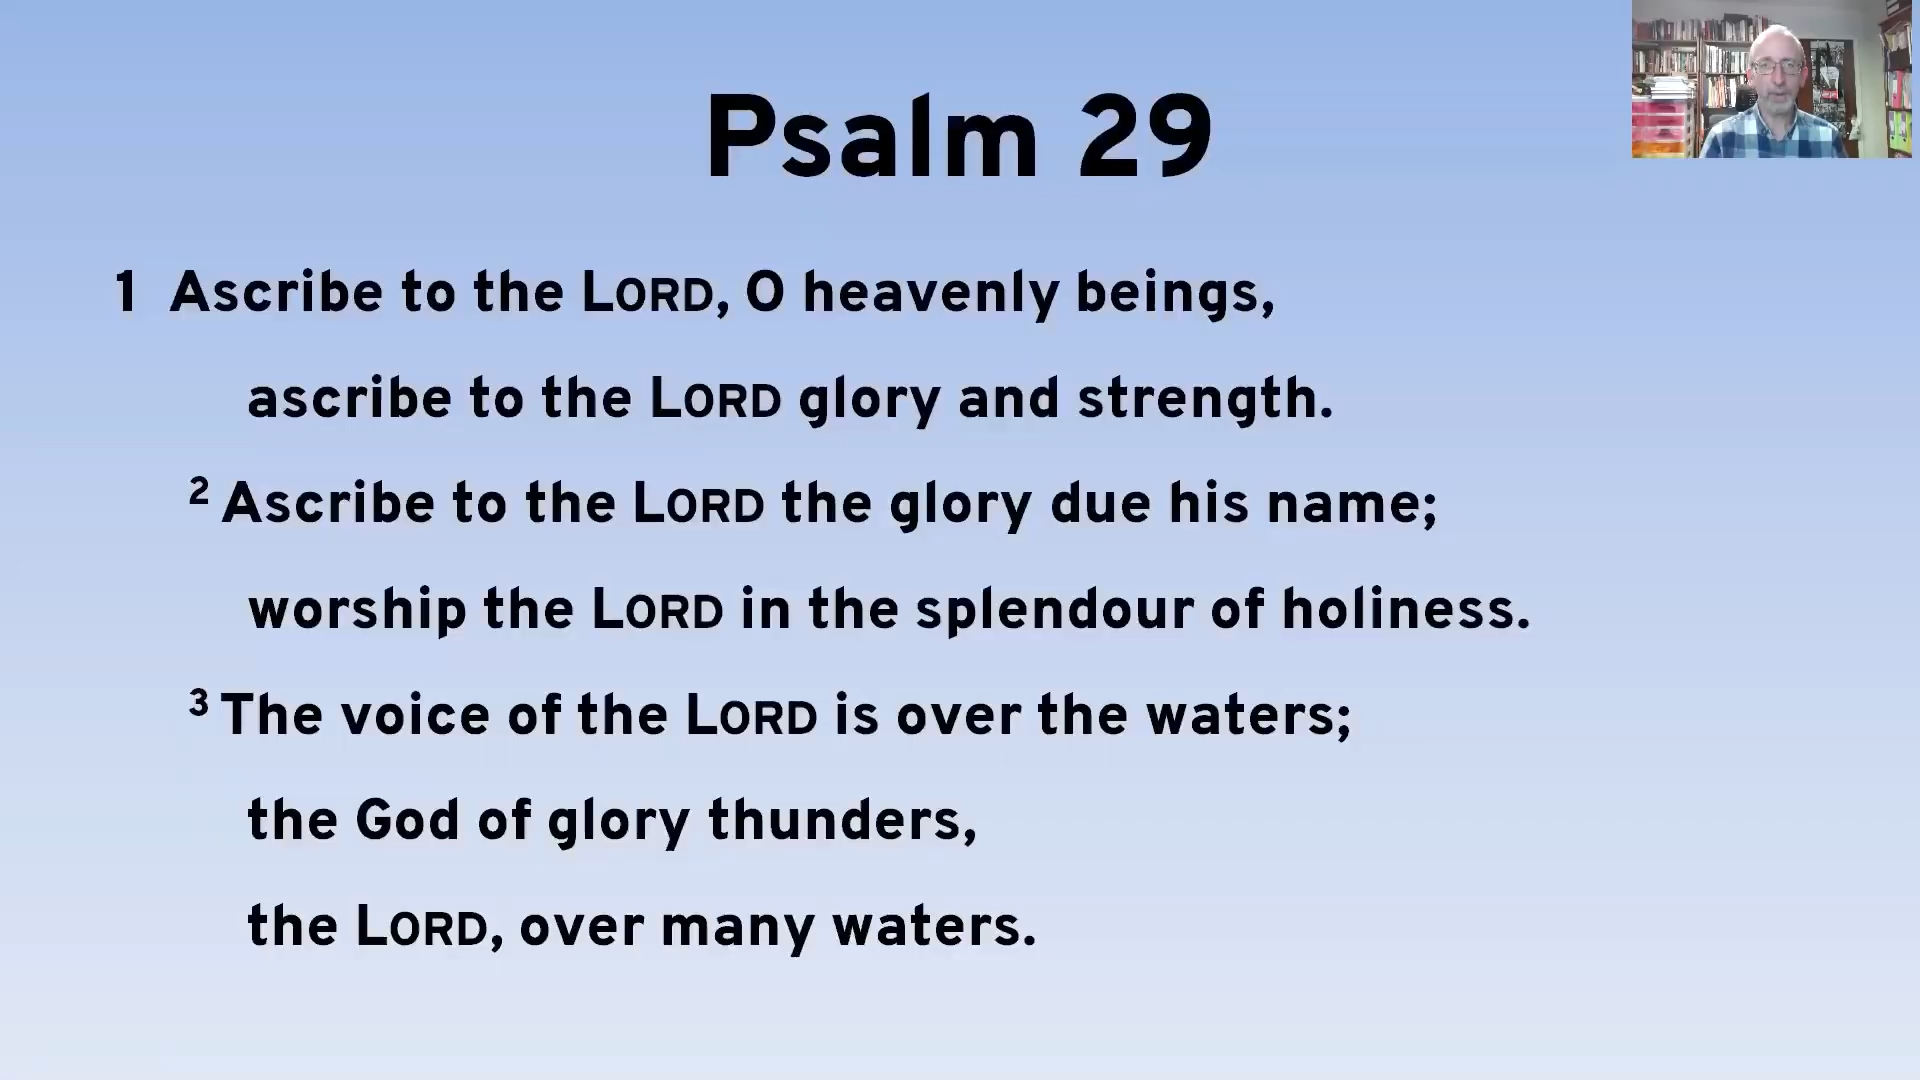 Psalm 29
1 Ascribe to the LORD, O heavenly beings,
ascribe to the LORD glory and strength.
2 Ascribe to the LORD the glory due his name;
worship the LORD in the splendour of holiness.
3 The voice of the LORD is over the waters;
the God of glory thunders,
the LORD, over many waters.